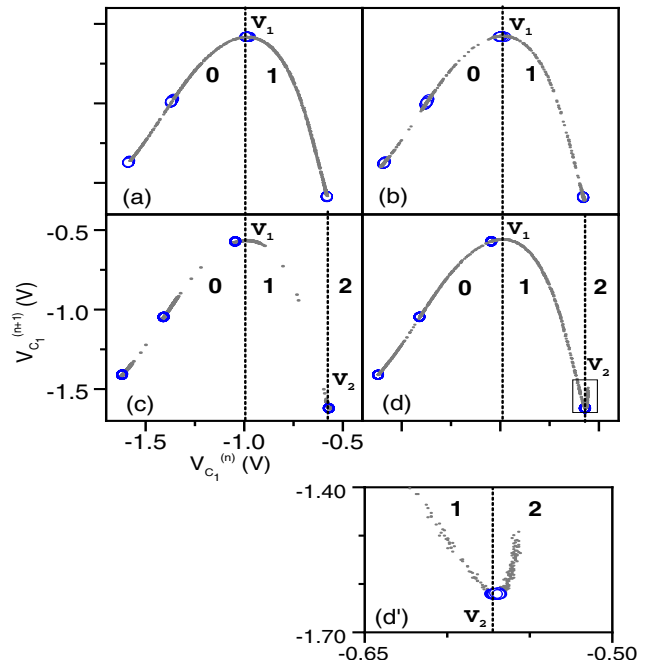 V₁ V₁
0 1 0 1
(a) (b)
-0.5 V₁ V₁
0 1 2 0 1 2
-1.0
V_C₁^(n+1) (V)
V₂ V₂
-1.5
(c) (d)
-1.5 -1.0 -0.5
V_C₁^(n) (V)
-1.40
1 2
V₂
(d')
-1.70
-0.65 -0.50